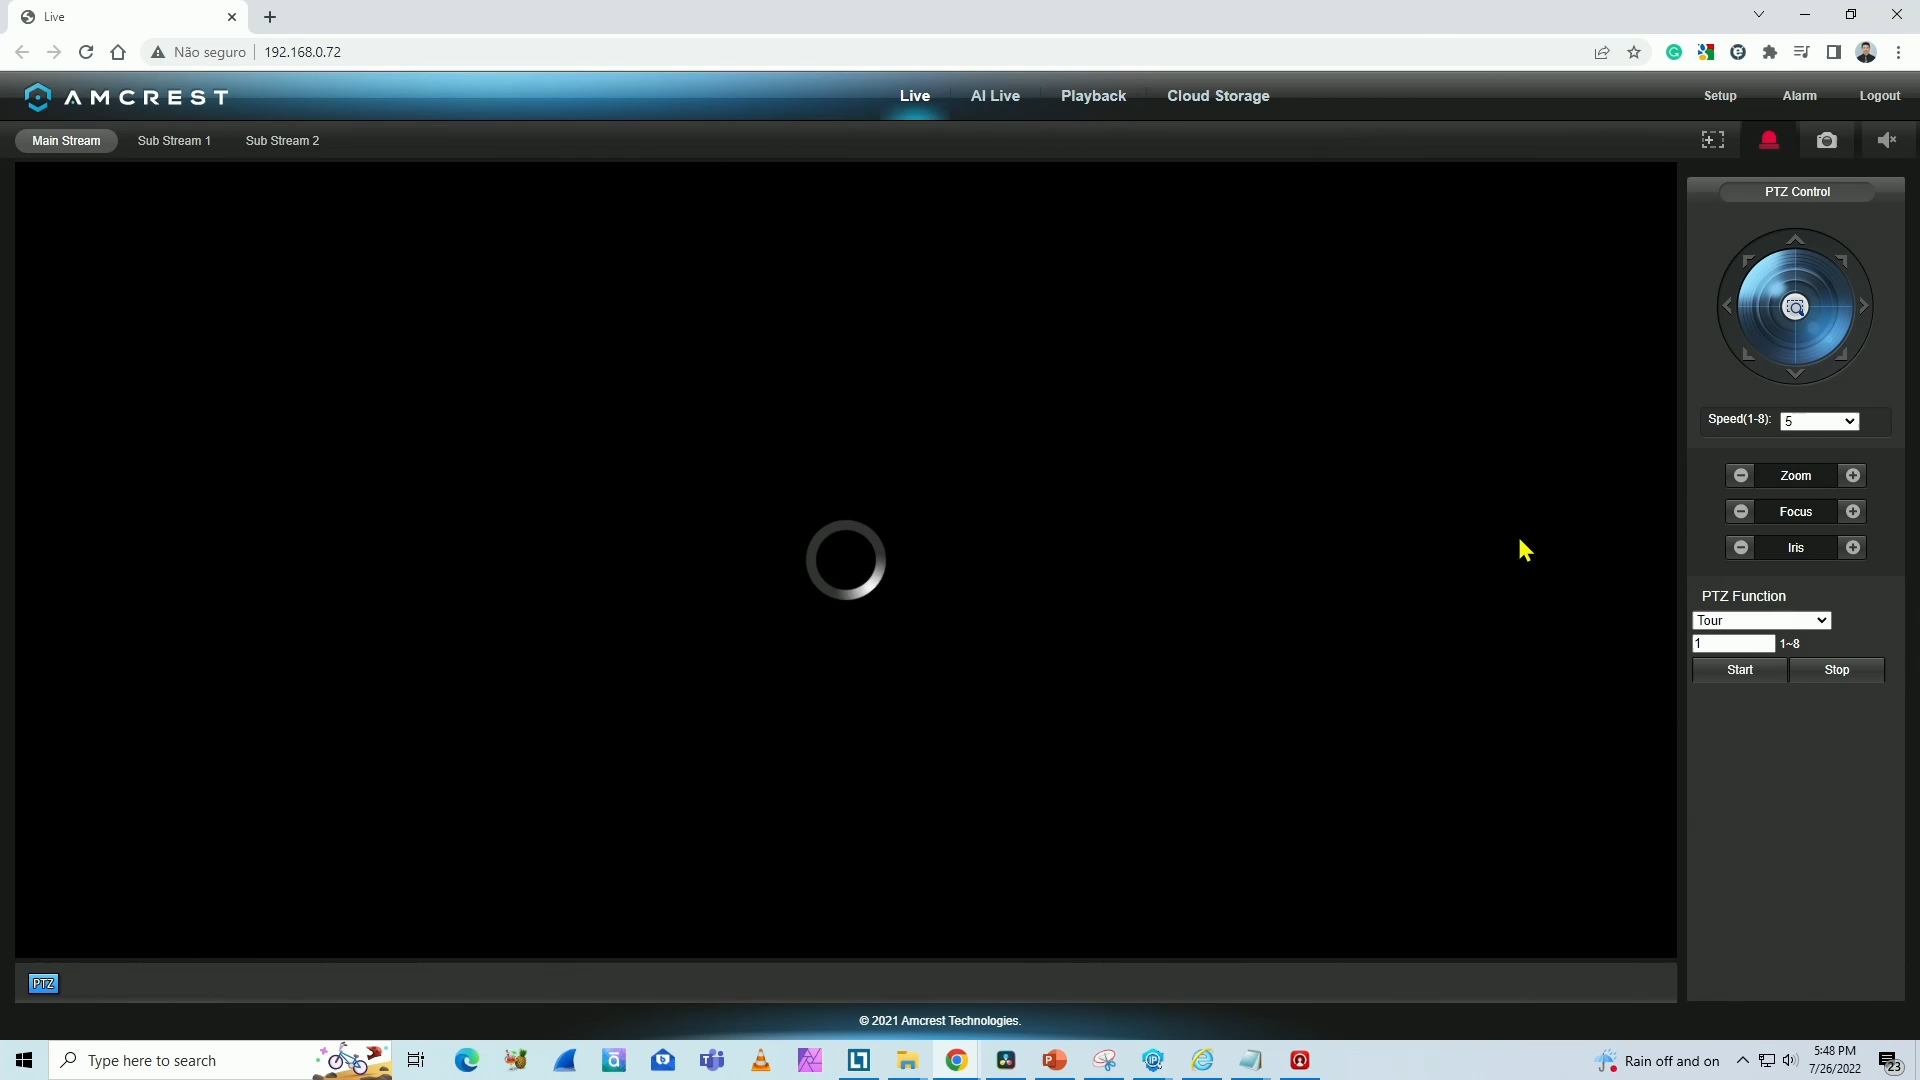 Live
Não seguro
192.168.0.72
AMCREST
Live
AI Live
Playback
Cloud Storage
Setup
Alarm
Logout
Main Stream
Sub Stream 1
Sub Stream 2
PTZ Control
Speed(1-8):
5
Zoom
Focus
Iris
PTZ Function
Tour
1
1~8
Start
Stop
PTZ
© 2021 Amcrest Technologies.
Type here to search
Rain off and on
5:48 PM
7/26/2022
23